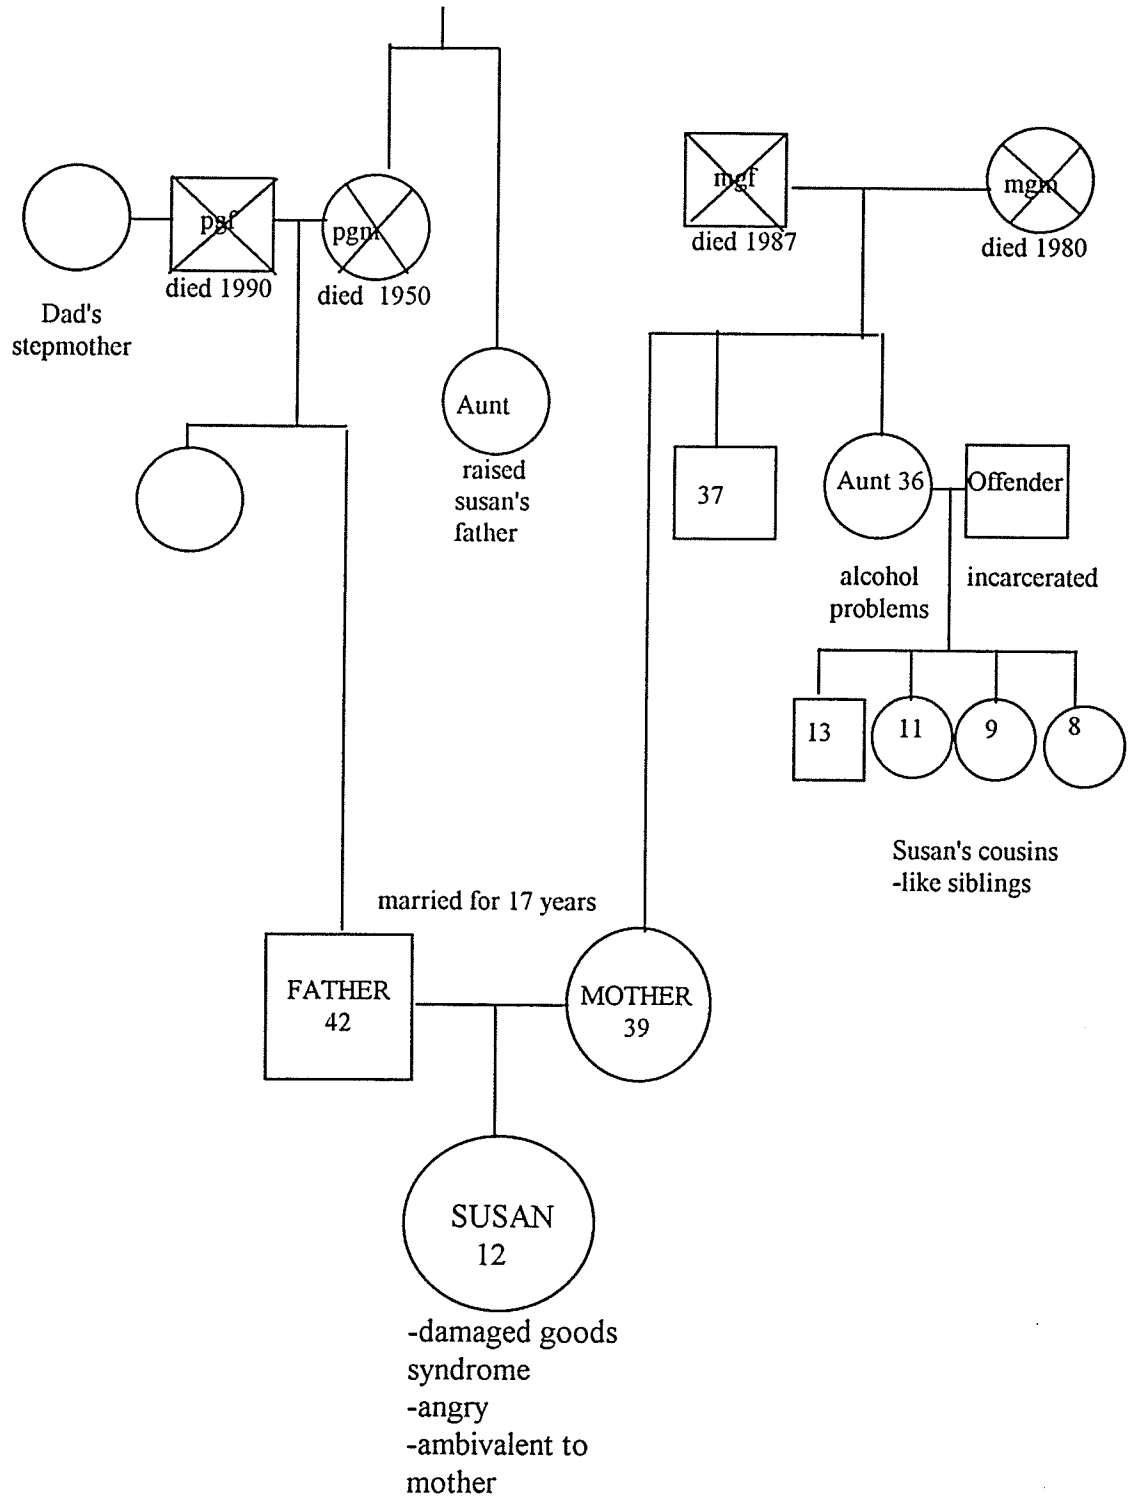 mgf
mgm
pgf
pgm
died 1987
died 1980
died 1990
died 1950
Dad's
stepmother
Aunt
raised
susan's
father
37
Aunt 36
Offender
alcohol
problems
incarcerated
13
11
9
8
Susan's cousins
-like siblings
married for 17 years
FATHER
42
MOTHER
39
SUSAN
12
-damaged goods
syndrome
-angry
-ambivalent to
mother